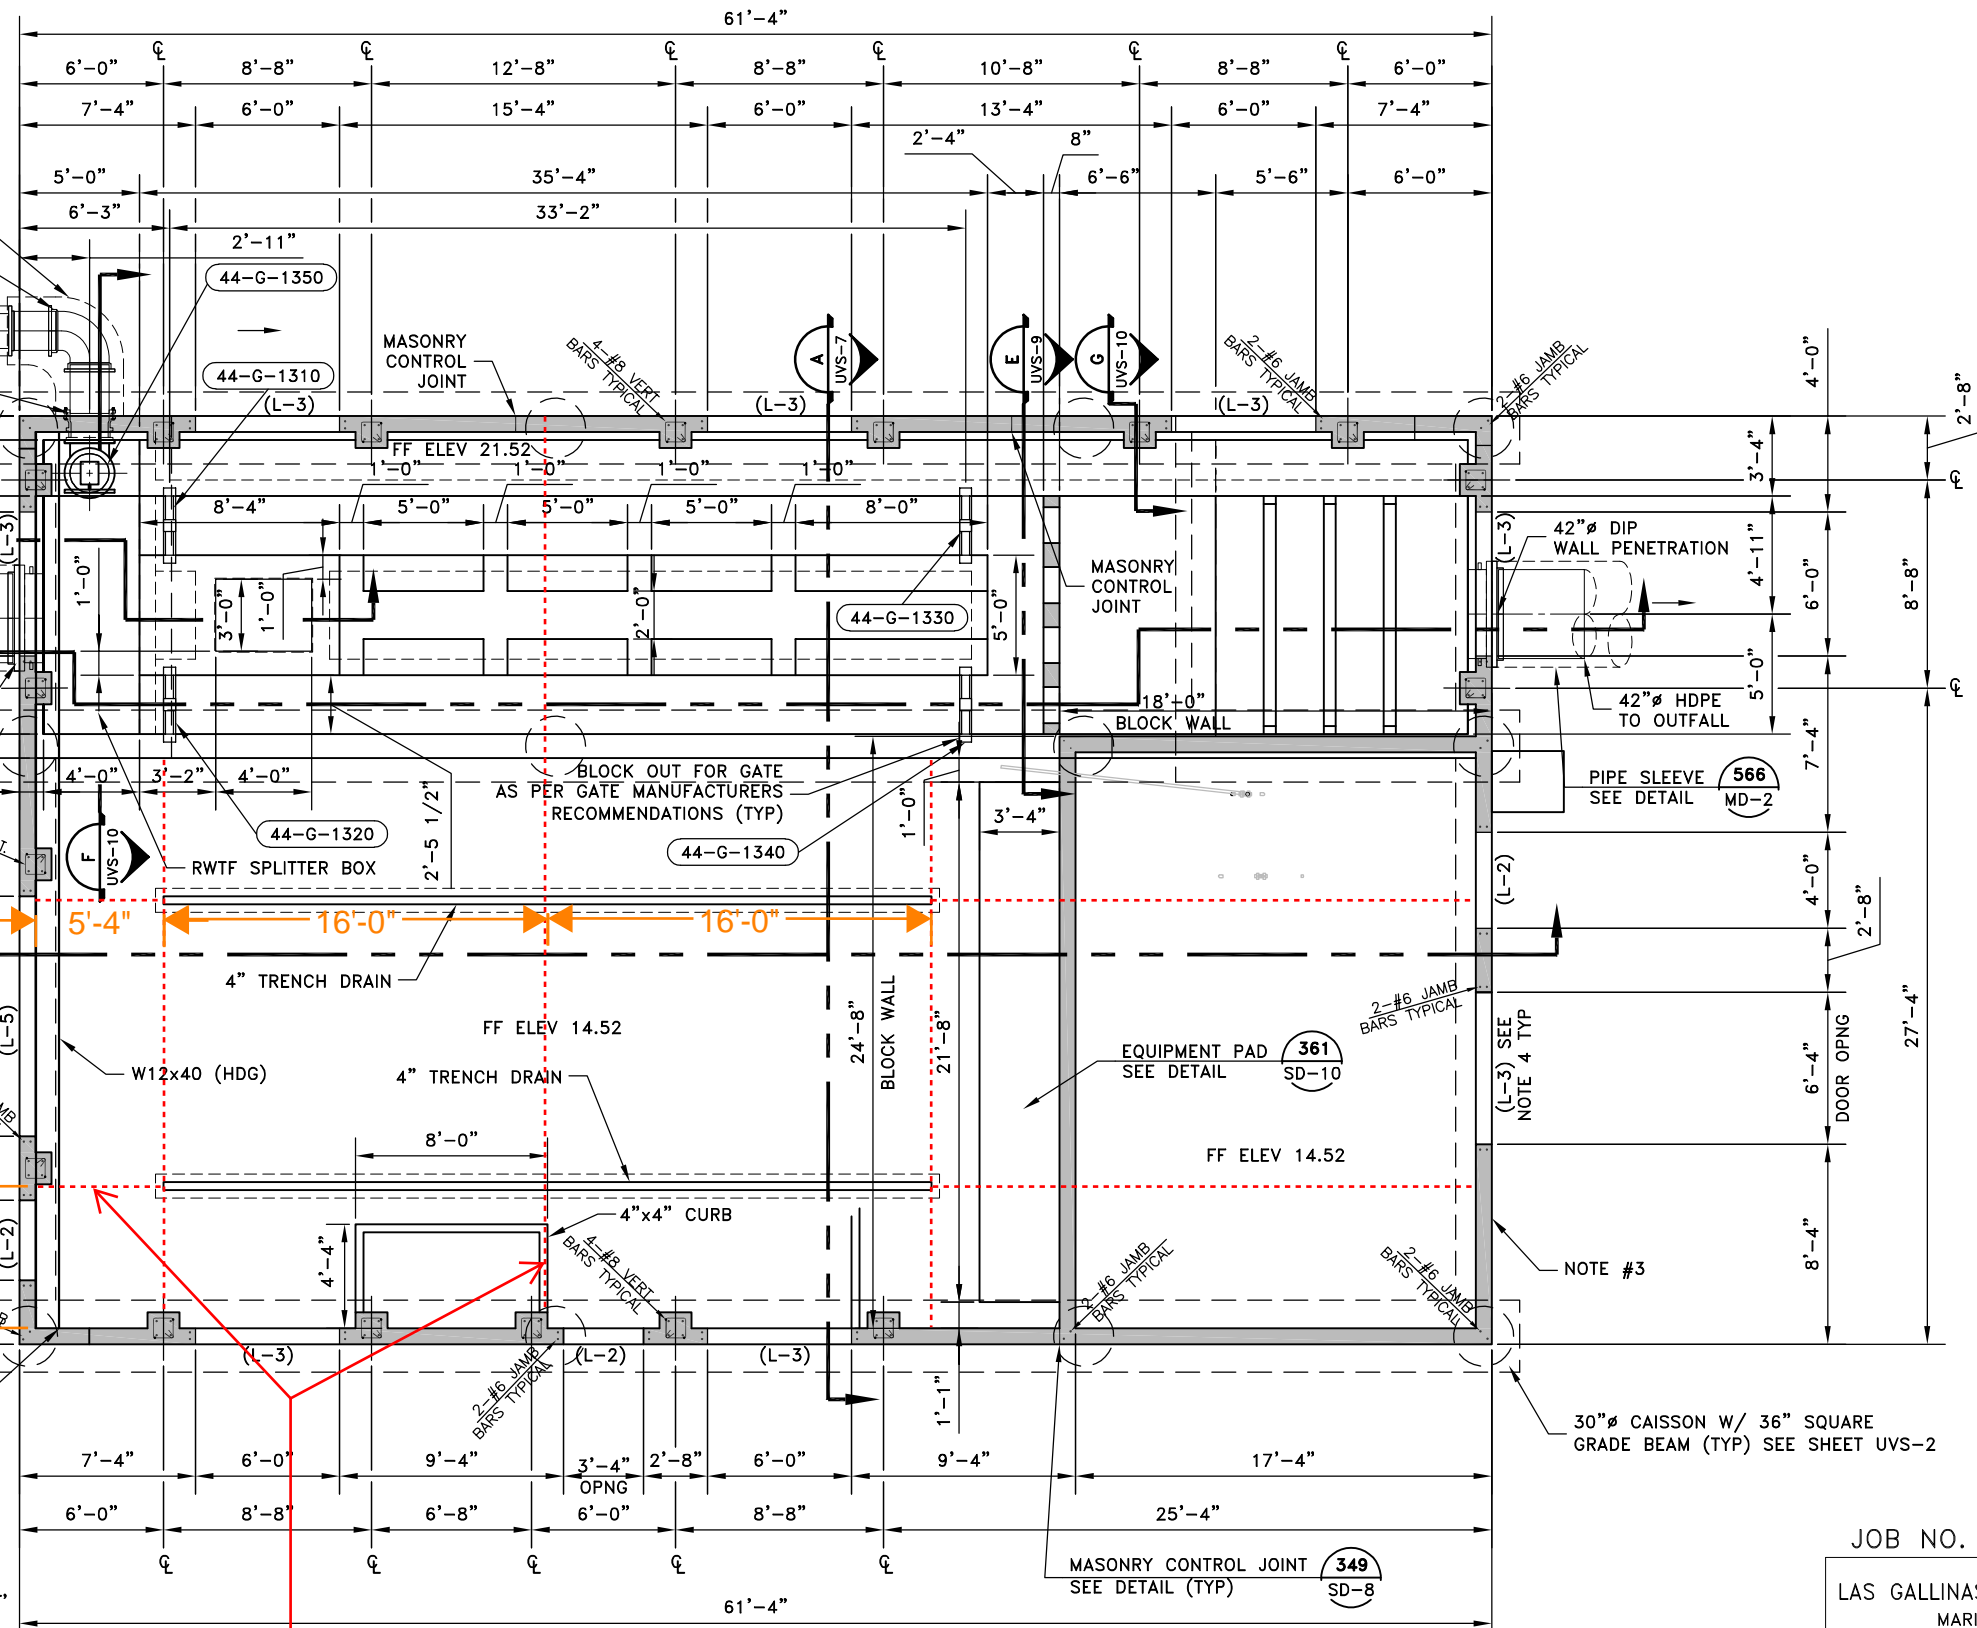 61'-4"
6'-0" 8'-8" 12'-8" 8'-8" 10'-8" 8'-8" 6'-0"
7'-4" 6'-0" 15'-4" 6'-0" 13'-4" 6'-0" 7'-4"
2'-4" 8"
5'-0" 35'-4" 6'-6" 5'-6" 6'-0"
6'-3" 33'-2"
2'-11"
44-G-1350
MASONRY
CONTROL
JOINT
4-#8 VERT
BARS TYPICAL
A
UVS-7
E
UVS-9
G
UVS-10
2-#6 JAMB
BARS TYPICAL
2-#6 JAMB
BARS TYPICAL
4'-0"
2'-8"
44-G-1310
(L-3) (L-3) (L-3)
FF ELEV 21.52
1'-0" 1'-0" 1'-0" 1'-0"
3'-4"
8'-4" 5'-0" 5'-0" 5'-0" 8'-0"
(L-3)
(L-3)
42"ø DIP
WALL PENETRATION
4'-11"
6'-0"
8'-8"
1'-0"
3'-0"
1'-0"
2'-0"
44-G-1330
5'-0"
MASONRY
CONTROL
JOINT
5'-0"
18'-0"
BLOCK WALL
42"ø HDPE
TO OUTFALL
7'-4"
4'-0" 3'-2" 4'-0"
2'-5 1/2"
BLOCK OUT FOR GATE
AS PER GATE MANUFACTURERS
RECOMMENDATIONS (TYP)
1'-0"
3'-4"
PIPE SLEEVE
SEE DETAIL
566
MD-2
F
UVS-10
44-G-1320
RWTF SPLITTER BOX
44-G-1340
(L-2)
4'-0"
2'-8"
5'-4" 16'-0" 16'-0"
4" TRENCH DRAIN
2-#6 JAMB
BARS TYPICAL
(L-5)
FF ELEV 14.52
24'-8"
BLOCK WALL
21'-8"
W12x40 (HDG)
4" TRENCH DRAIN
EQUIPMENT PAD
SEE DETAIL
361
SD-10
(L-3) SEE
NOTE 4 TYP
6'-4"
DOOR OPNG
27'-4"
8'-0"
FF ELEV 14.52
4"x4" CURB
4'-4"
(L-2)
4-#8 VERT
BARS TYPICAL
2-#6 JAMB
BARS TYPICAL
2-#6 JAMB
BARS TYPICAL
8'-4"
NOTE #3
(L-3) (L-2) (L-3)
2-#6 JAMB
BARS TYPICAL
1'-1"
30"ø CAISSON W/ 36" SQUARE
GRADE BEAM (TYP) SEE SHEET UVS-2
7'-4" 6'-0" 9'-4" 3'-4" 2'-8" 6'-0" 9'-4" 17'-4"
OPNG
6'-0" 8'-8" 6'-8" 6'-0" 8'-8" 25'-4"
MASONRY CONTROL JOINT
SEE DETAIL (TYP)
349
SD-8
61'-4"
JOB NO.
LAS GALLINAS